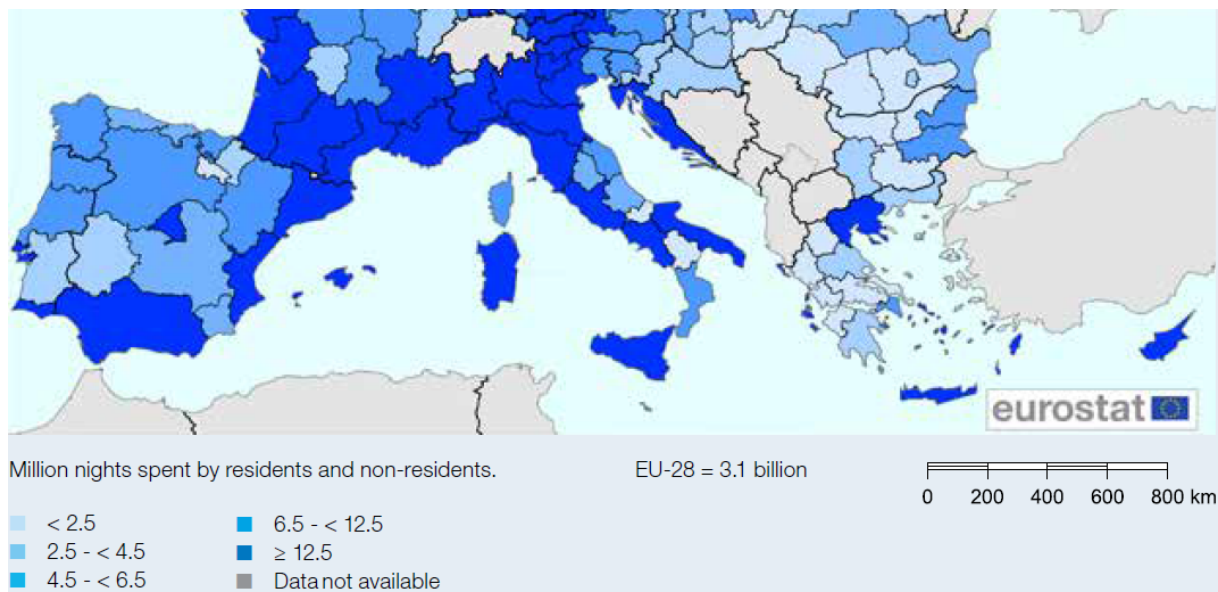 eurostat
Million nights spent by residents and non-residents.
EU-28 = 3.1 billion
0 200 400 600 800 km
< 2.5
2.5 - < 4.5
4.5 - < 6.5
6.5 - < 12.5
≥ 12.5
Data not available